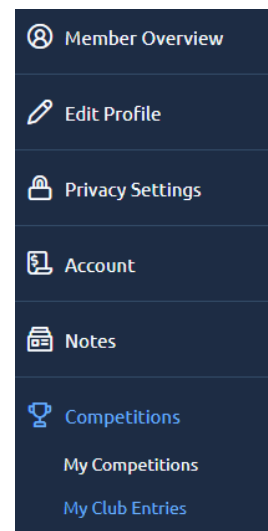 Member Overview
Edit Profile
Privacy Settings
Account
Notes
Competitions
My Competitions
My Club Entries